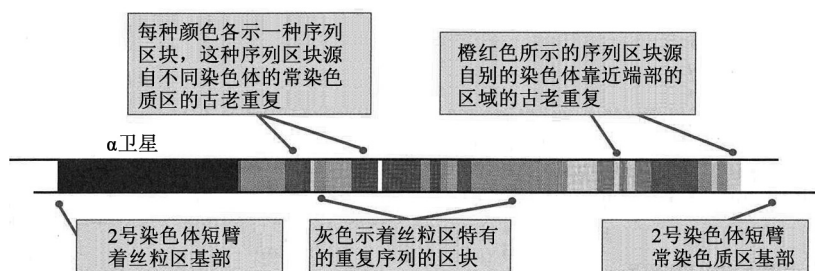 每种颜色各示一种序列
区块，这种序列区块源
自不同染色体的常染色
质区的古老重复
橙红色所示的序列区块源
自别的染色体靠近端部的
区域的古老重复
α卫星
2号染色体短臂
着丝粒区基部
灰色示着丝粒区特有
的重复序列的区块
2号染色体短臂
常染色质区基部